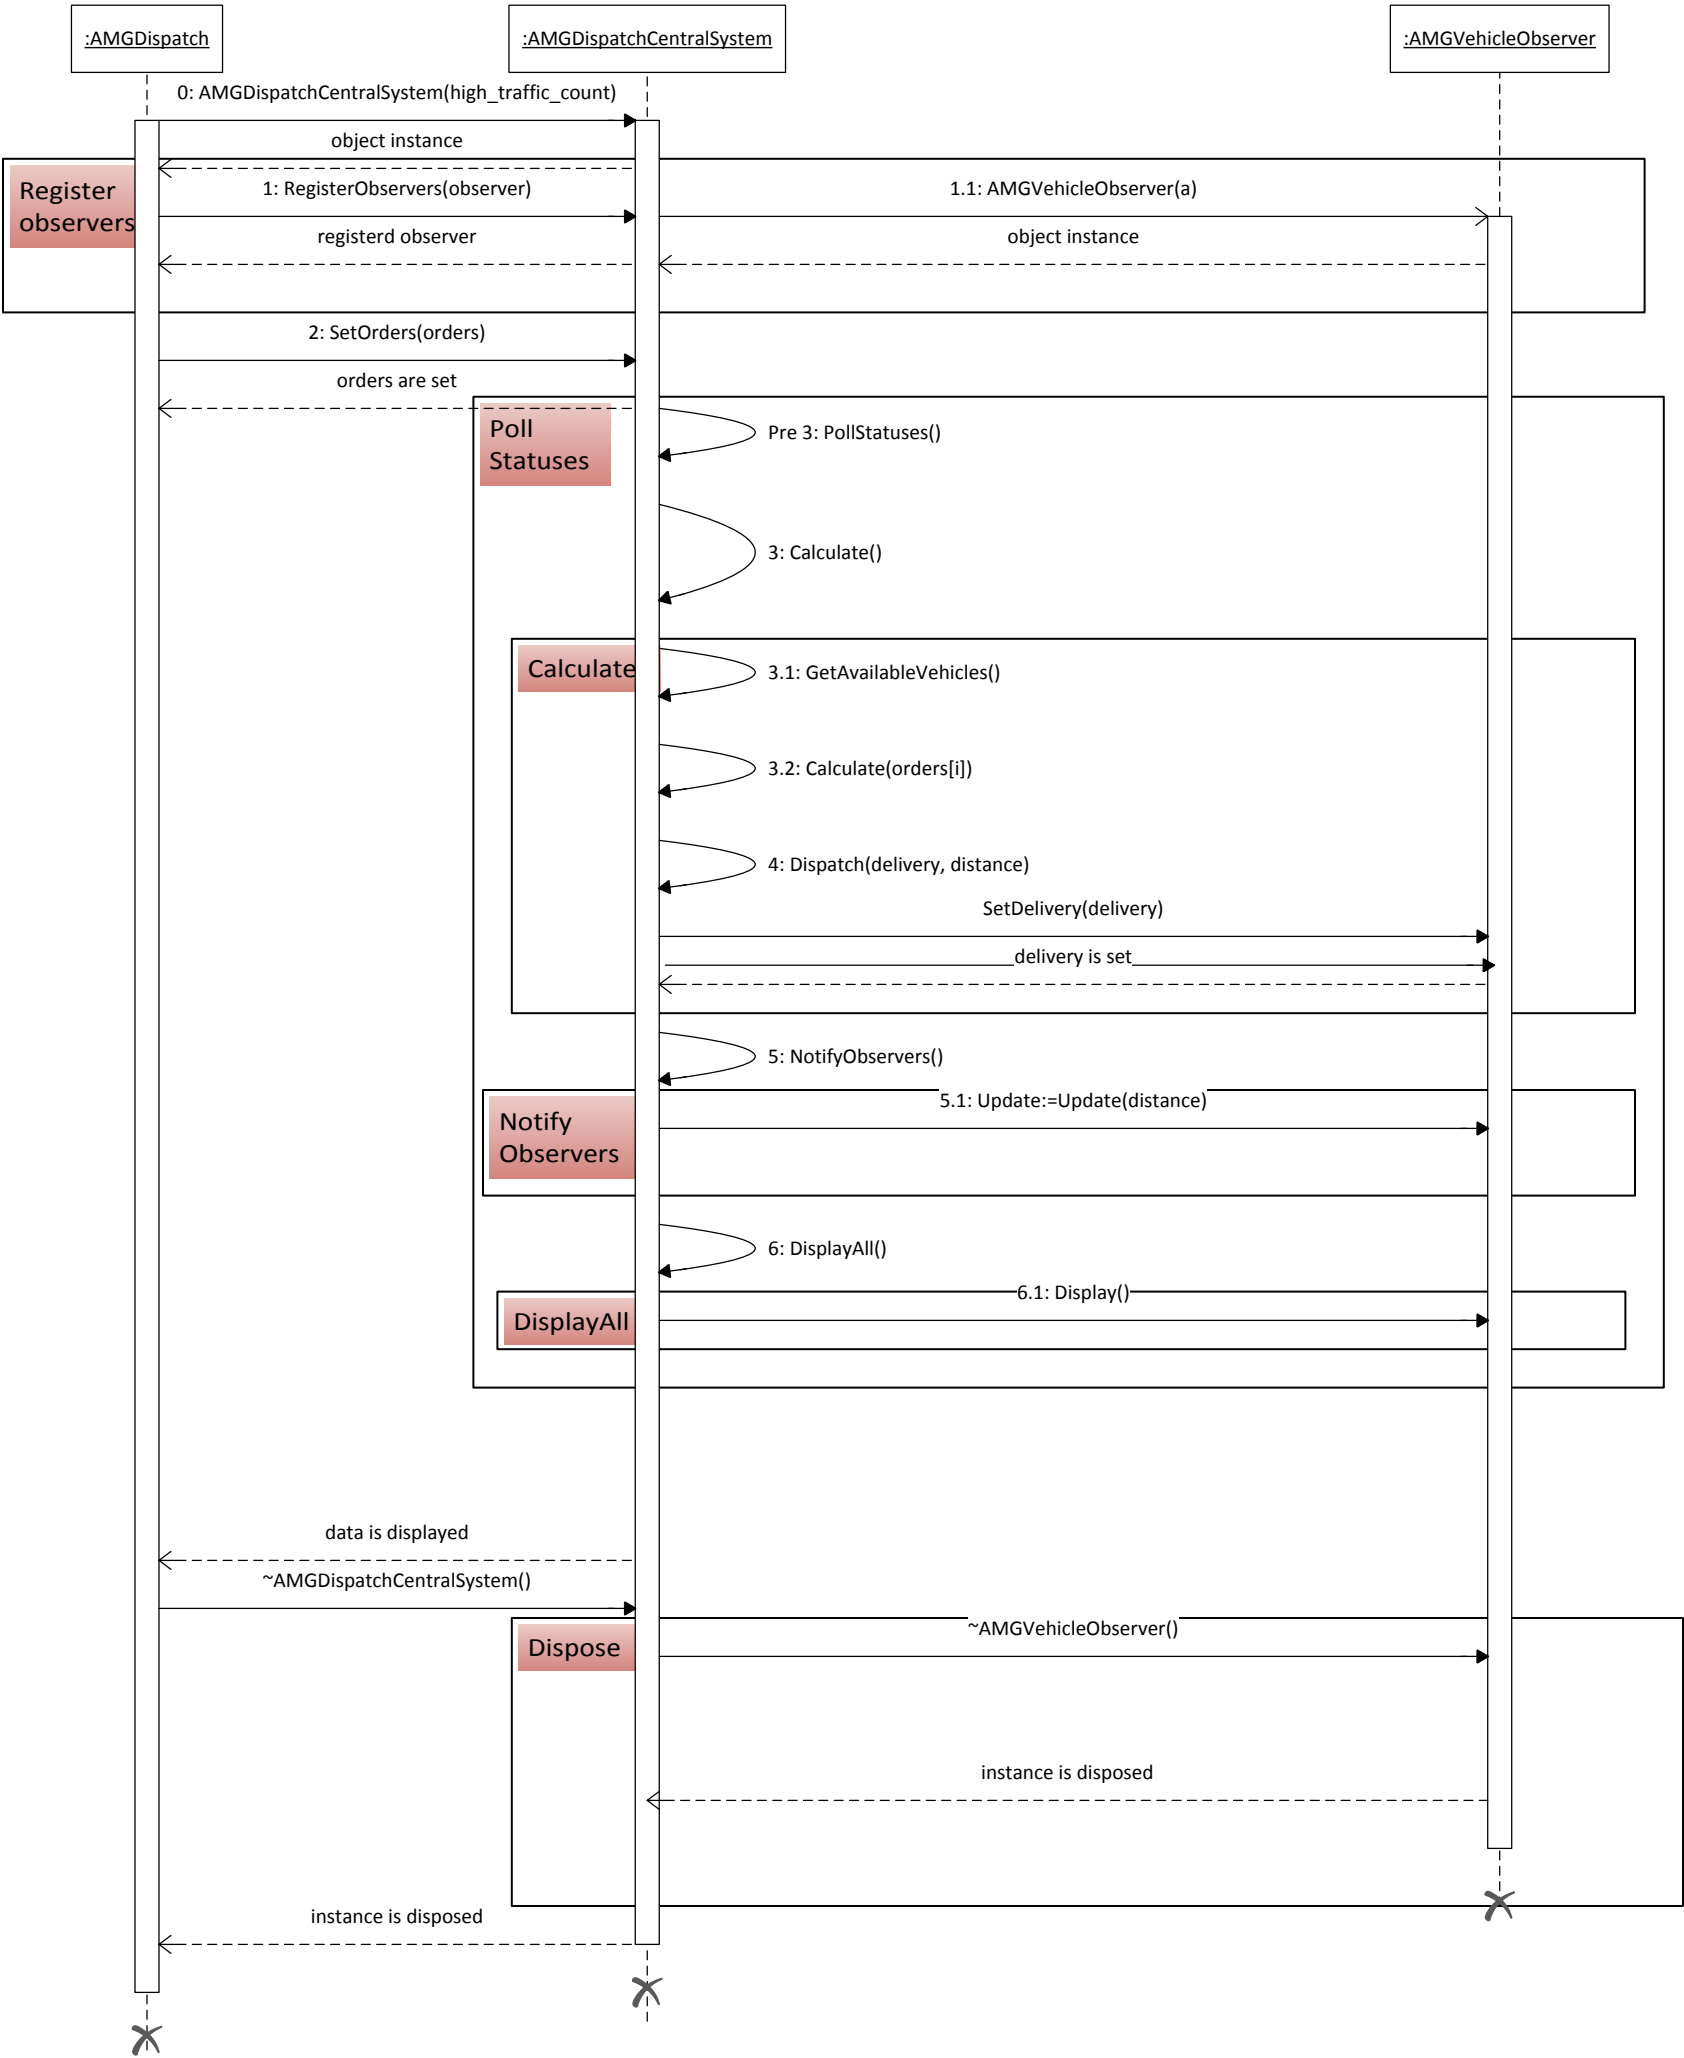 :AMGDispatch
:AMGDispatchCentralSystem
:AMGVehicleObserver
0: AMGDispatchCentralSystem(high_traffic_count)
object instance
Register
observers
1: RegisterObservers(observer)
1.1: AMGVehicleObserver(a)
registerd observer
object instance
2: SetOrders(orders)
orders are set
Poll
Statuses
Pre 3: PollStatuses()
3: Calculate()
Calculate
3.1: GetAvailableVehicles()
3.2: Calculate(orders[i])
4: Dispatch(delivery, distance)
SetDelivery(delivery)
delivery is set
5: NotifyObservers()
5.1: Update:=Update(distance)
Notify
Observers
6: DisplayAll()
6.1: Display()
DisplayAll
data is displayed
~AMGDispatchCentralSystem()
~AMGVehicleObserver()
Dispose
instance is disposed
instance is disposed